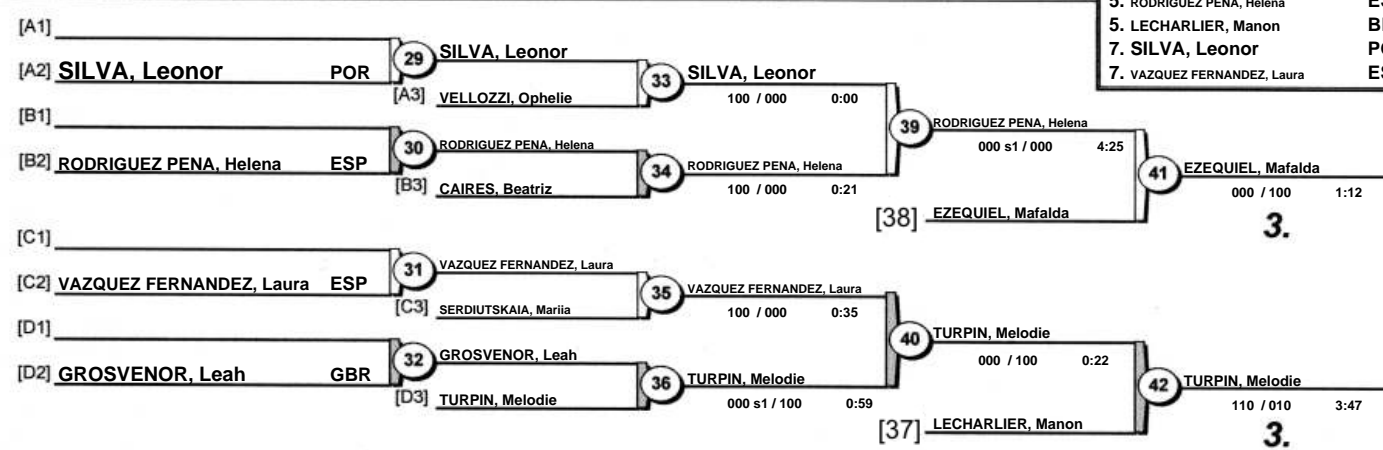 5. RODRIGUEZ PENA, Helena
5. LECHARLIER, Manon
7. SILVA, Leonor
7. VAZQUEZ FERNANDEZ, Laura
[A1]
[A2] SILVA, Leonor POR
29
SILVA, Leonor
[A3] VELLOZZI, Ophelie
33
SILVA, Leonor
100 / 000 0:00
[B1]
[B2] RODRIGUEZ PENA, Helena ESP
30
RODRIGUEZ PENA, Helena
[B3] CAIRES, Beatriz
34
RODRIGUEZ PENA, Helena
100 / 000 0:21
39
RODRIGUEZ PENA, Helena
000 s1 / 000 4:25
[38] EZEQUIEL, Mafalda
41
EZEQUIEL, Mafalda
000 / 100 1:12
3.
[C1]
[C2] VAZQUEZ FERNANDEZ, Laura ESP
31
VAZQUEZ FERNANDEZ, Laura
[C3] SERDIUTSKAIA, Mariia
35
VAZQUEZ FERNANDEZ, Laura
100 / 000 0:35
[D1]
[D2] GROSVENOR, Leah GBR
32
GROSVENOR, Leah
[D3] TURPIN, Melodie
36
TURPIN, Melodie
000 s1 / 100 0:59
40
TURPIN, Melodie
000 / 100 0:22
[37] LECHARLIER, Manon
42
TURPIN, Melodie
110 / 010 3:47
3.